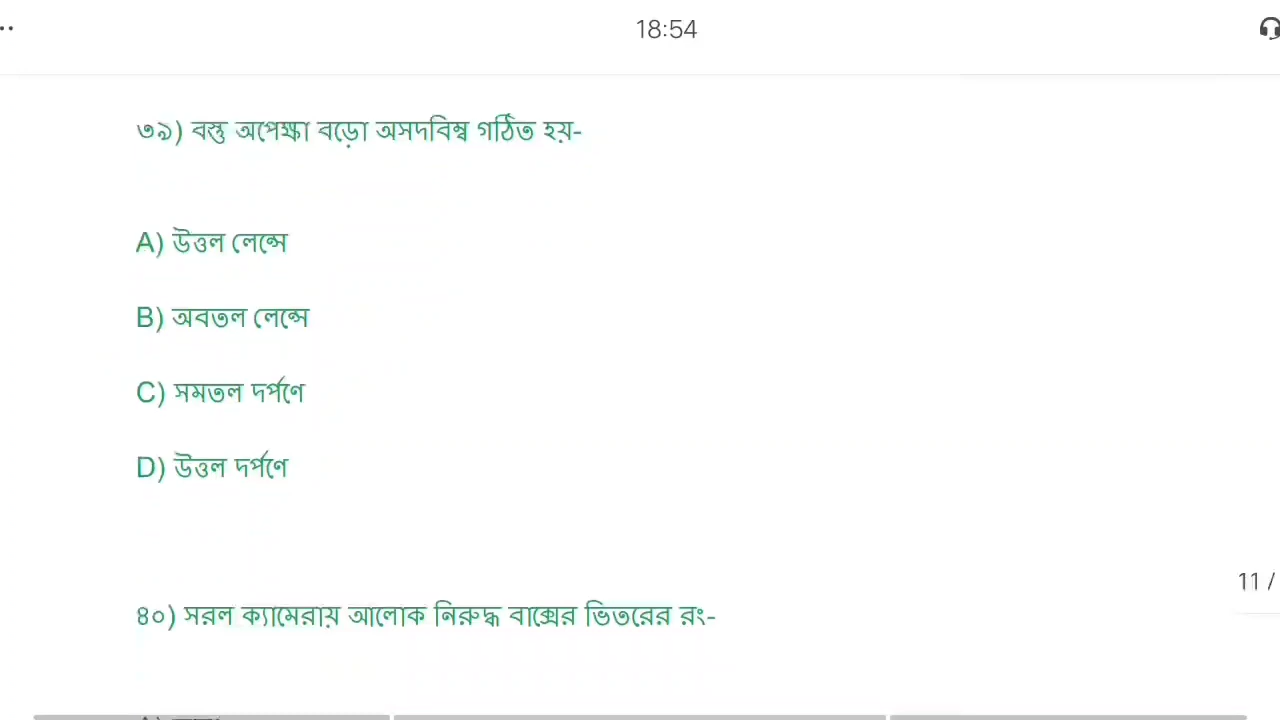 18:54
৩৯) বস্তু অপেক্ষা বড়ো অসদবিম্ব গঠিত হয়-
A) উত্তল লেন্সে
B) অবতল লেন্সে
C) সমতল দর্পণে
D) উত্তল দর্পণে
11 /
৪০) সরল ক্যামেরায় আলোক নিরুদ্ধ বাক্সের ভিতরের রং-